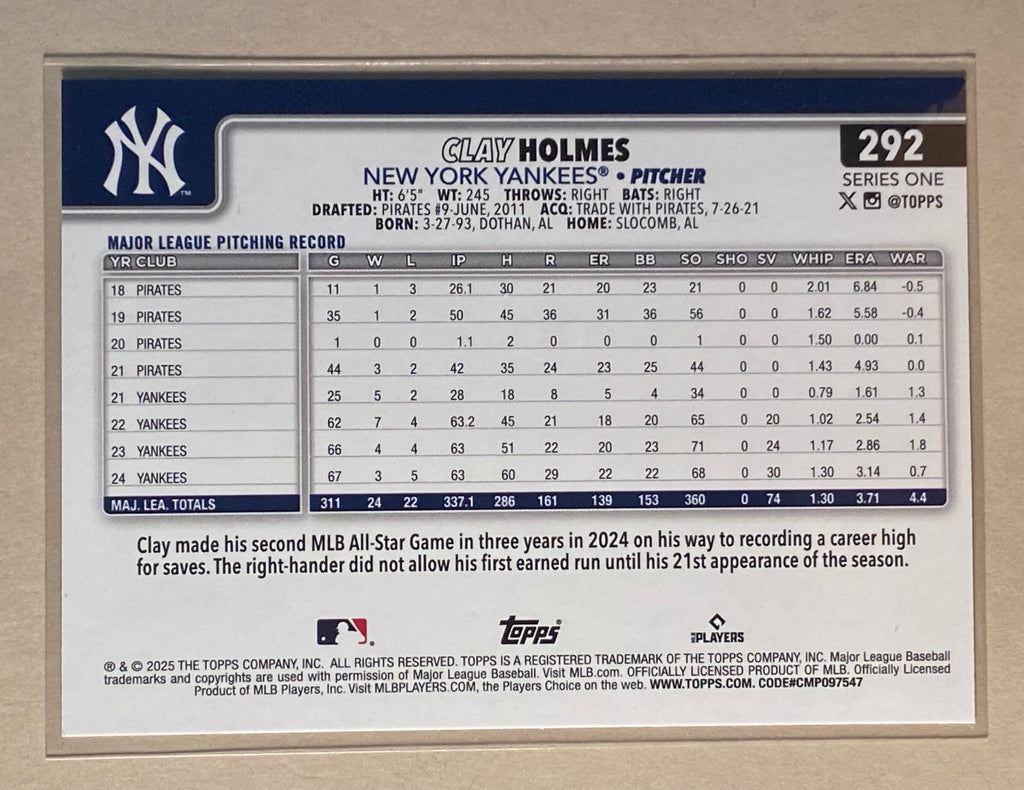 NY
™
CLAY HOLMES
292
NEW YORK YANKEES® • PITCHER
SERIES ONE
HT: 6'5" WT: 245 THROWS: RIGHT BATS: RIGHT
X @TOPPS
DRAFTED: PIRATES #9-JUNE, 2011 ACQ: TRADE WITH PIRATES, 7-26-21
BORN: 3-27-93, DOTHAN, AL HOME: SLOCOMB, AL
MAJOR LEAGUE PITCHING RECORD
YR CLUB G W L IP H R ER BB SO SHO SV WHIP ERA WAR
18 PIRATES 11 1 3 26.1 30 21 20 23 21 0 0 2.01 6.84 -0.5
19 PIRATES 35 1 2 50 45 36 31 36 56 0 0 1.62 5.58 -0.4
20 PIRATES 1 0 0 1.1 2 0 0 0 1 0 0 1.50 0.00 0.1
21 PIRATES 44 3 2 42 35 24 23 25 44 0 0 1.43 4.93 0.0
21 YANKEES 25 5 2 28 18 8 5 4 34 0 0 0.79 1.61 1.3
22 YANKEES 62 7 4 63.2 45 21 18 20 65 0 20 1.02 2.54 1.4
23 YANKEES 66 4 4 63 51 22 20 23 71 0 24 1.17 2.86 1.8
24 YANKEES 67 3 5 63 60 29 22 22 68 0 30 1.30 3.14 0.7
MAJ. LEA. TOTALS 311 24 22 337.1 286 161 139 153 360 0 74 1.30 3.71 4.4
Clay made his second MLB All-Star Game in three years in 2024 on his way to recording a career high
for saves. The right-hander did not allow his first earned run until his 21st appearance of the season.
Topps® MLB PLAYERS
® & © 2025 THE TOPPS COMPANY, INC. ALL RIGHTS RESERVED. TOPPS IS A REGISTERED TRADEMARK OF THE TOPPS COMPANY, INC. Major League Baseball
trademarks and copyrights are used with permission of Major League Baseball. Visit MLB.com. OFFICIALLY LICENSED PRODUCT OF MLB. Officially Licensed
Product of MLB Players, Inc. Visit MLBPLAYERS.COM, the Players Choice on the web. WWW.TOPPS.COM. CODE#CMP097547